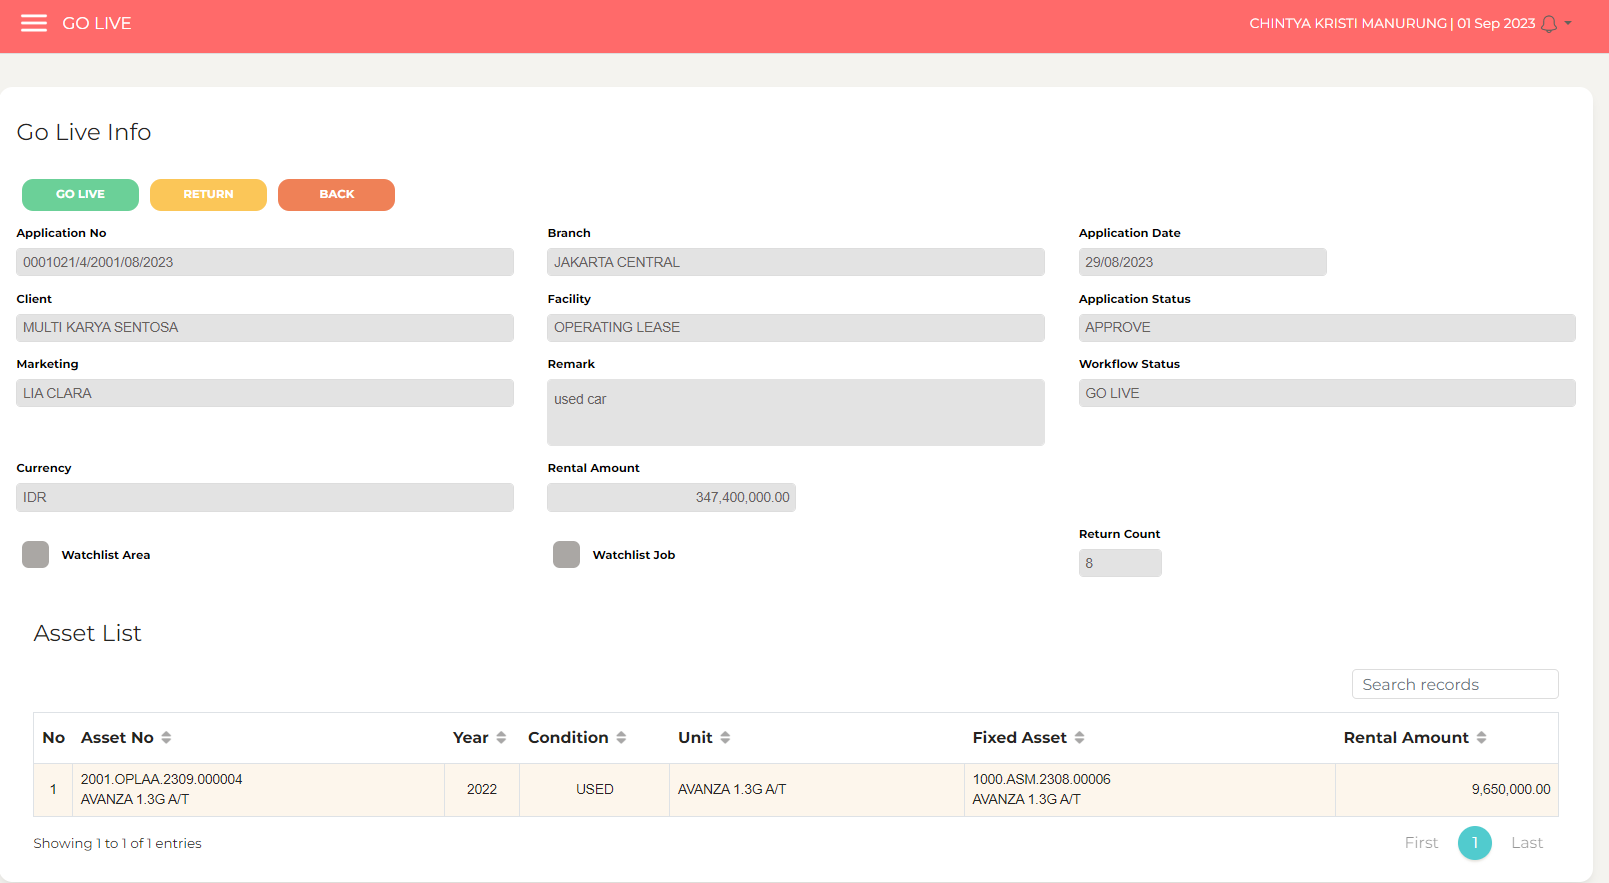 GO LIVE
CHINTYA KRISTI MANURUNG | 01 Sep 2023
Go Live Info
GO LIVE RETURN BACK
Application No Branch Application Date
0001021/4/2001/08/2023 JAKARTA CENTRAL 29/08/2023
Client Facility Application Status
MULTI KARYA SENTOSA OPERATING LEASE APPROVE
Marketing Remark Workflow Status
LIA CLARA used car GO LIVE
Currency Rental Amount
IDR 347,400,000.00
Return Count
Watchlist Area Watchlist Job
8
Asset List
Search records
No Asset No Year Condition Unit Fixed Asset Rental Amount
1 2001.OPLAA.2309.000004 2022 USED AVANZA 1.3G A/T 1000.ASM.2308.00006 9,650,000.00
AVANZA 1.3G A/T AVANZA 1.3G A/T
Showing 1 to 1 of 1 entries First 1 Last